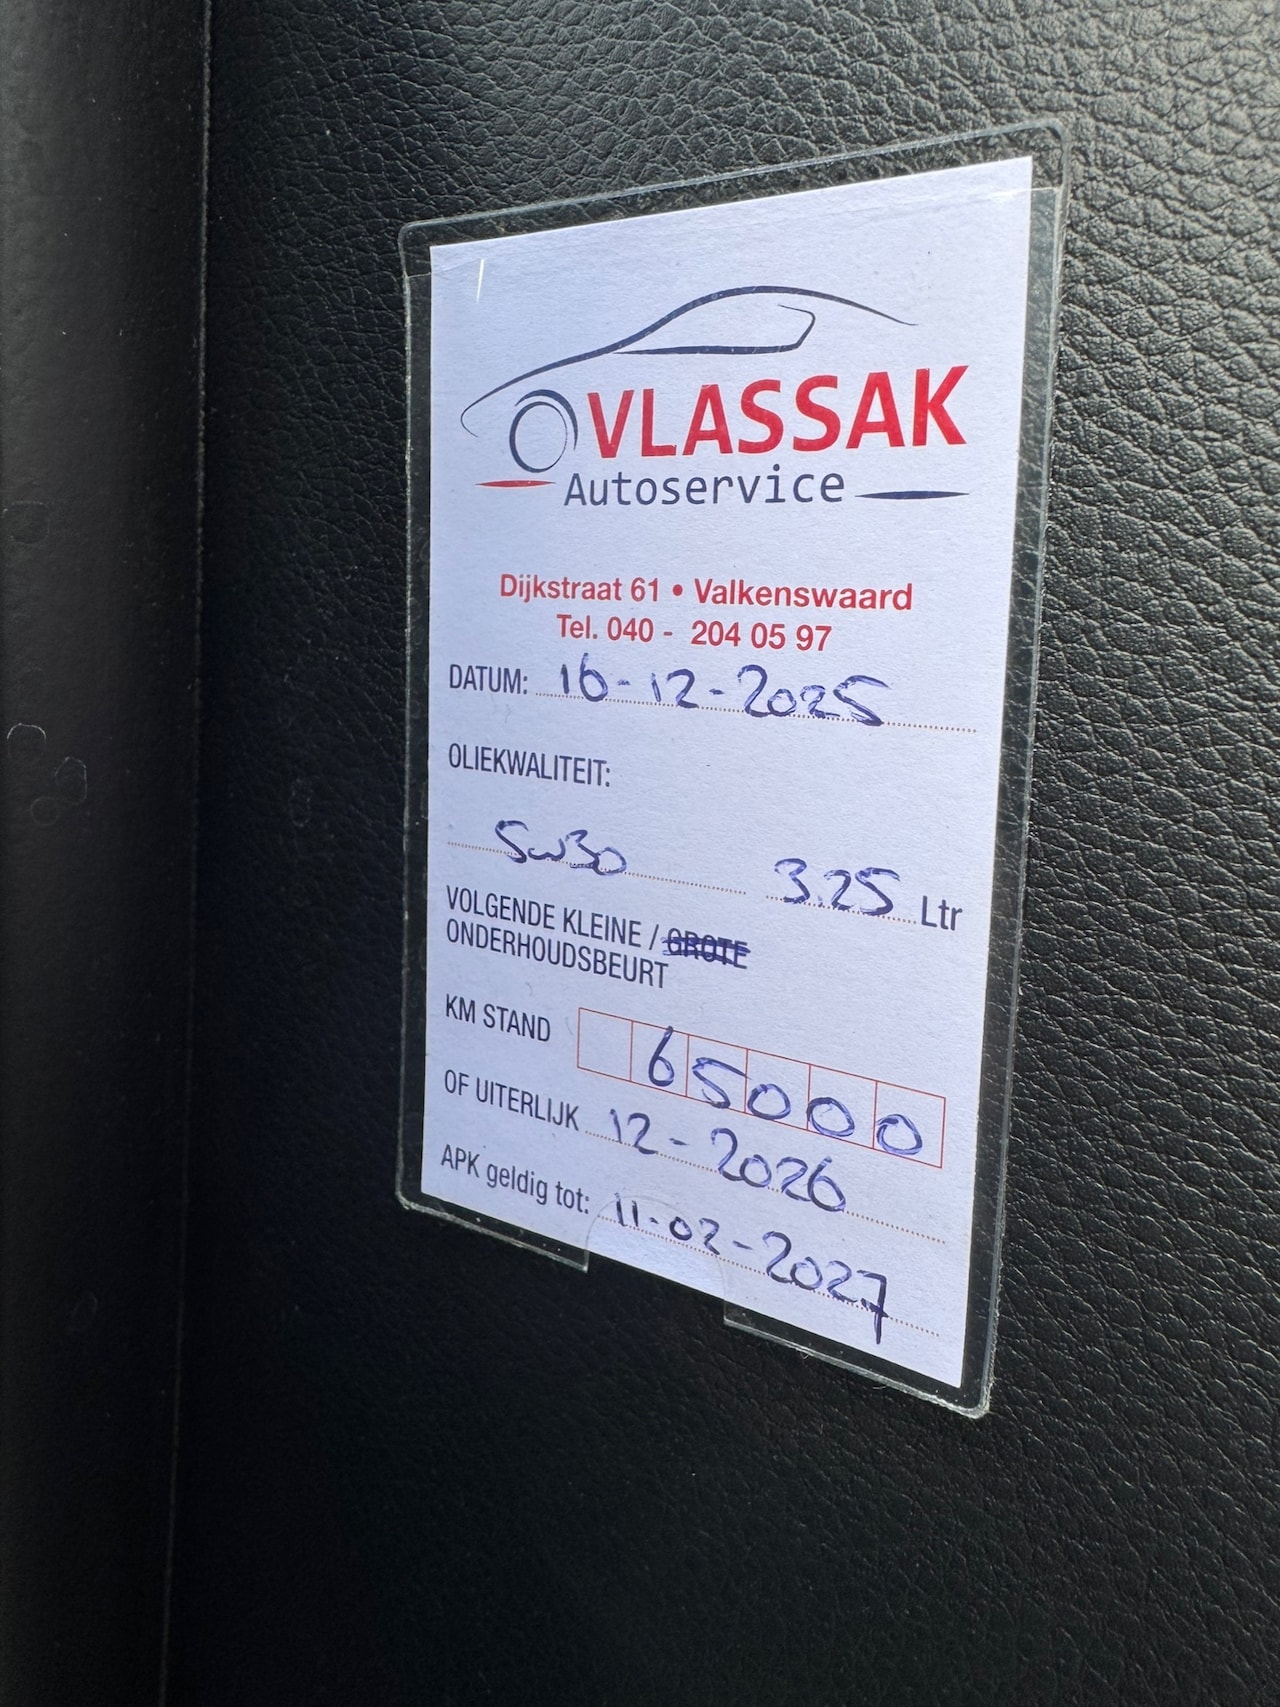 VLASSAK
Autoservice
Dijkstraat 61 • Valkenswaard
Tel. 040 - 204 05 97
DATUM: 16-12-2025
OLIEKWALITEIT:
5w30 3.25 Ltr
VOLGENDE KLEINE / GROTE
ONDERHOUDSBEURT
KM STAND 65000
OF UITERLIJK 12-2026
APK geldig tot: 11-02-2027